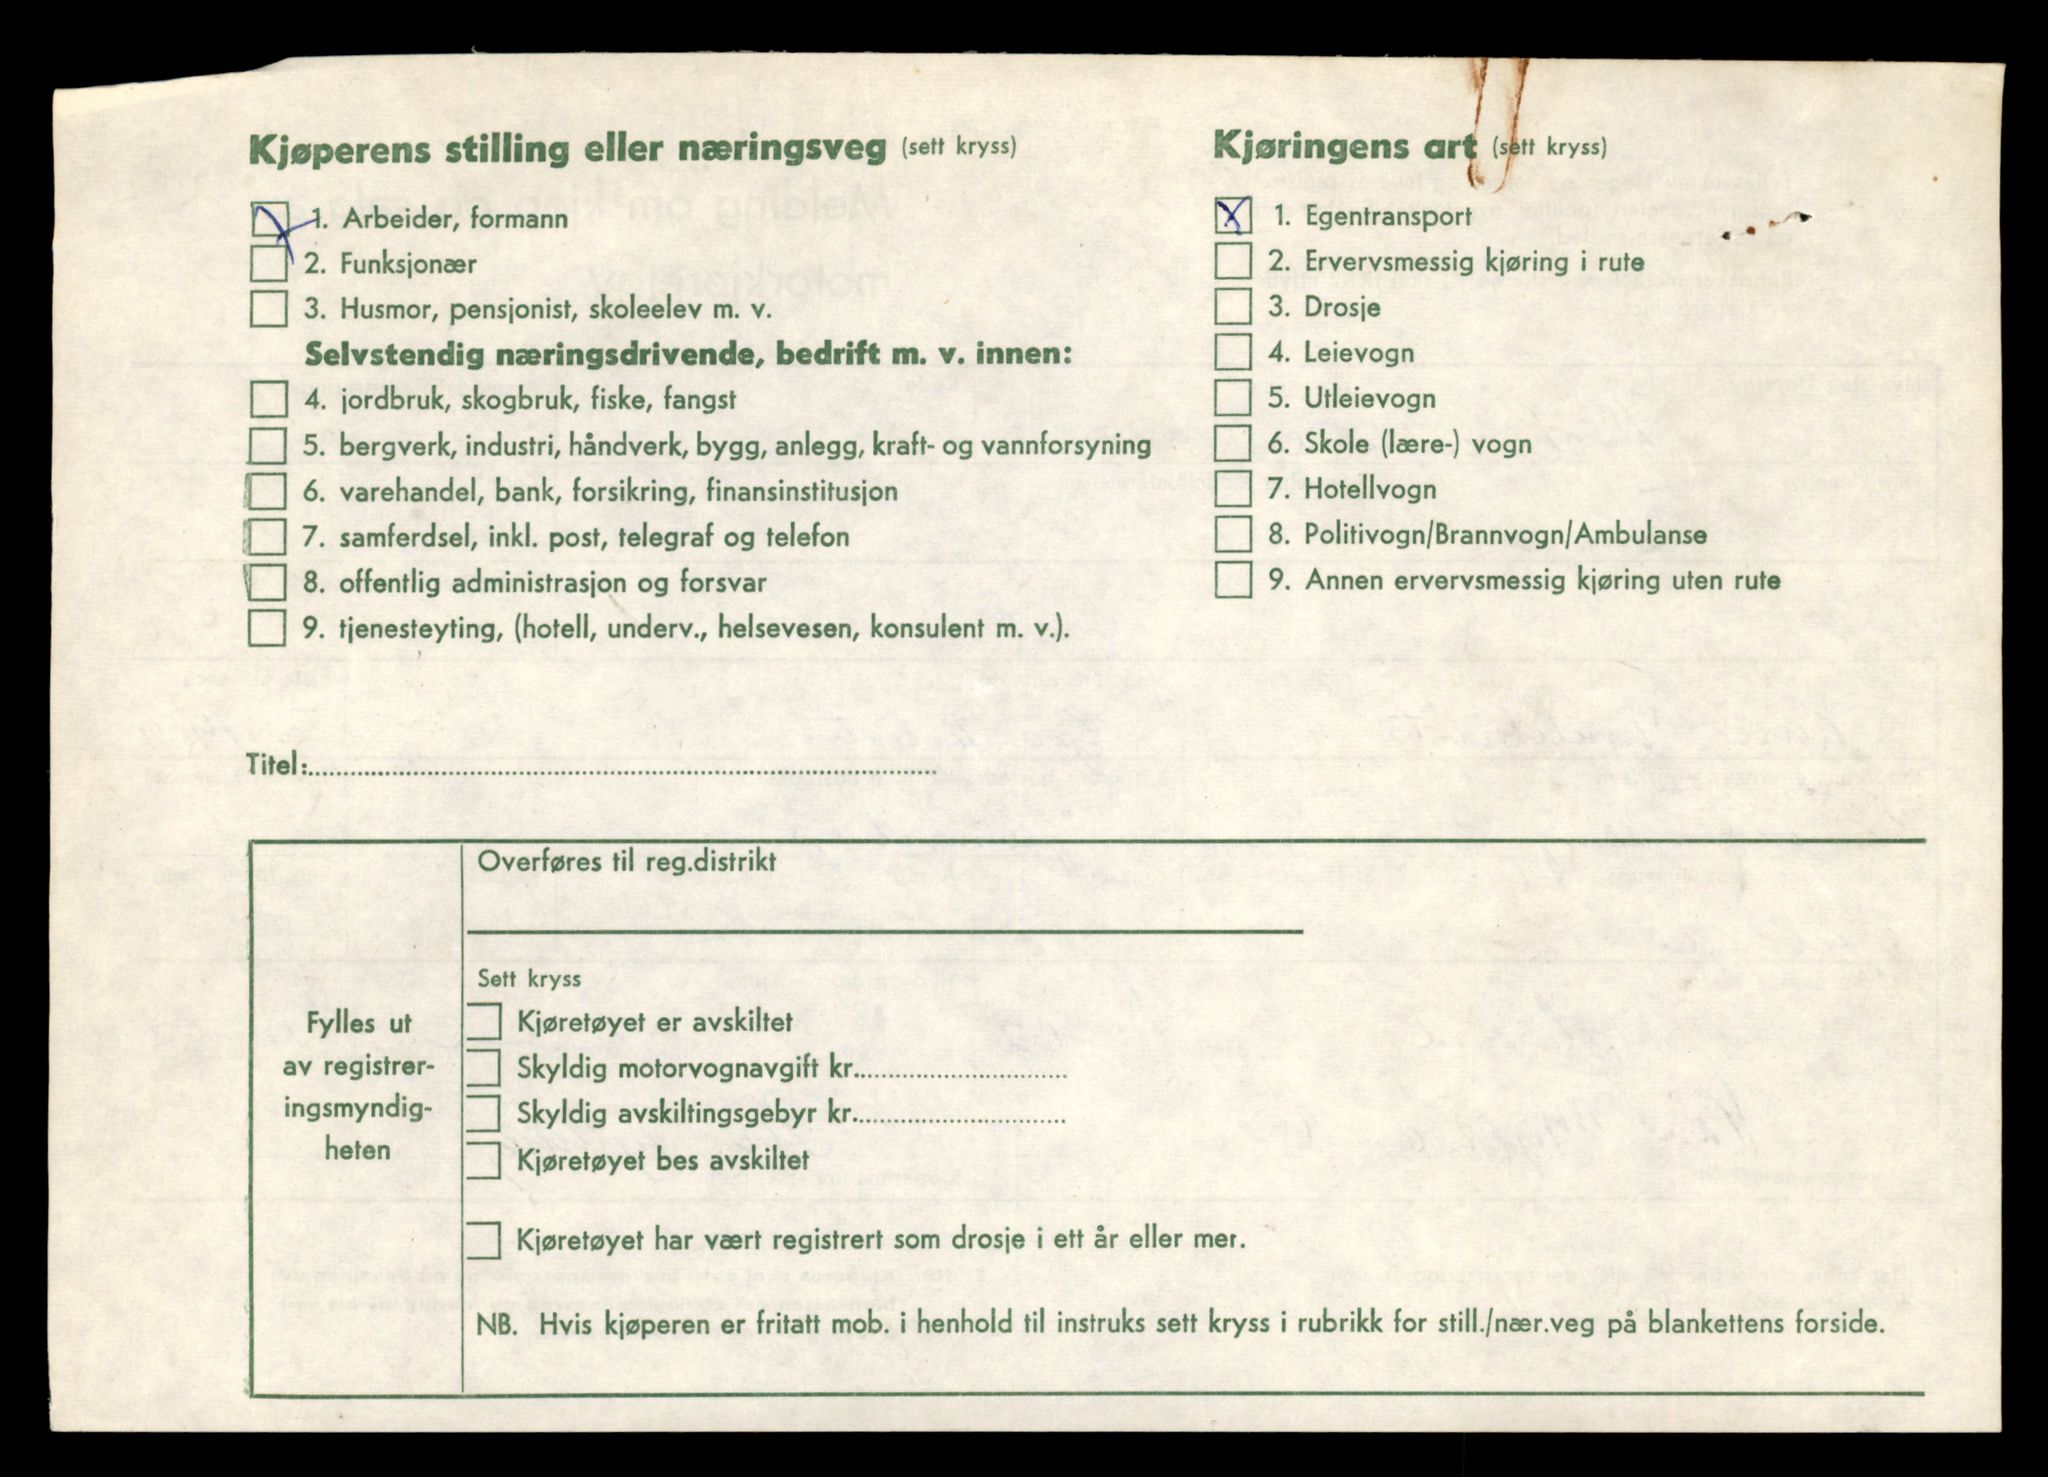 Kjøperens stilling eller næringsveg (sett kryss)
1. Arbeider, formann
2. Funksjonær
3. Husmor, pensjonist, skoleelev m. v.
Selvstendig næringsdrivende, bedrift m. v. innen:
4. jordbruk, skogbruk, fiske, fangst
5. bergverk, industri, håndverk, bygg, anlegg, kraft- og vannforsyning
6. varehandel, bank, forsikring, finansinstitusjon
7. samferdsel, inkl. post, telegraf og telefon
8. offentlig administrasjon og forsvar
9. tjenesteyting, (hotell, underv., helsevesen, konsulent m. v.).
Titel:
Kjøringens art (sett kryss)
X 1. Egentransport
2. Ervervsmessig kjøring i rute
3. Drosje
4. Leievogn
5. Utleievogn
6. Skole (lære-) vogn
7. Hotellvogn
8. Politivogn/Brannvogn/Ambulanse
9. Annen ervervsmessig kjøring uten rute
Fylles ut
av registrer-
ingsmyndig-
heten
Overføres til reg.distrikt
Sett kryss
Kjøretøyet er avskiltet
Skyldig motorvognavgift kr.
Skyldig avskiltingsgebyr kr.
Kjøretøyet bes avskiltet
Kjøretøyet har vært registrert som drosje i ett år eller mer.
NB. Hvis kjøperen er fritatt mob. i henhold til instruks sett kryss i rubrikk for still./nær.veg på blankettens forside.